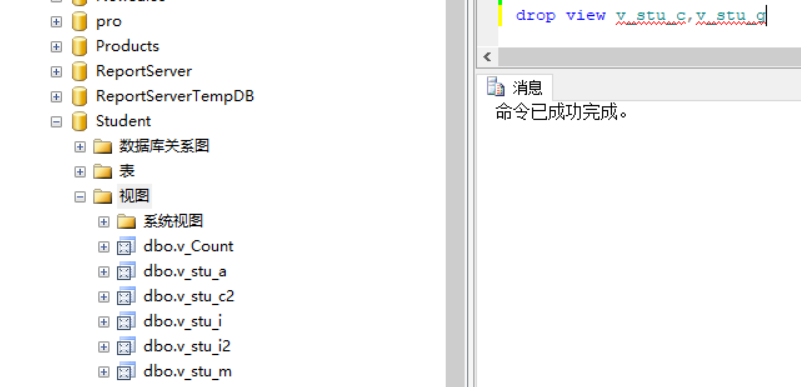 pro
Products
ReportServer
ReportServerTempDB
Student
数据库关系图
表
视图
系统视图
dbo.v_Count
dbo.v_stu_a
dbo.v_stu_c2
dbo.v_stu_i
dbo.v_stu_i2
dbo.v_stu_m
drop view v_stu_c,v_stu_g
消息
命令已成功完成。